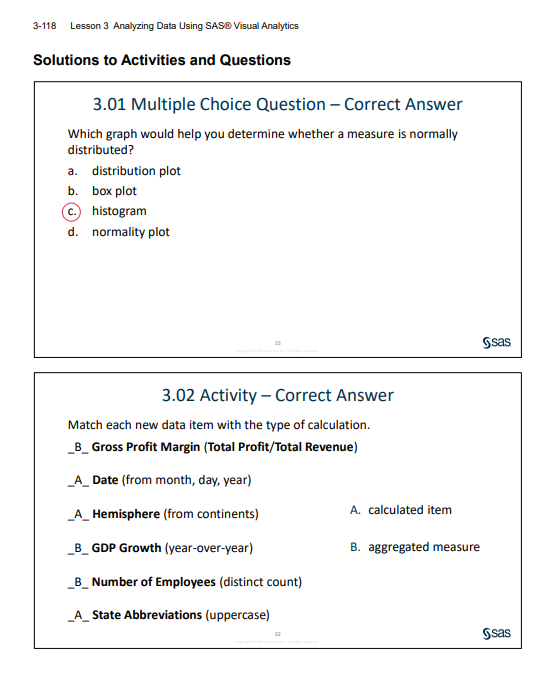 3-118 Lesson 3 Analyzing Data Using SAS® Visual Analytics
Solutions to Activities and Questions
3.01 Multiple Choice Question – Correct Answer
Which graph would help you determine whether a measure is normally
distributed?
a. distribution plot
b. box plot
c. histogram
d. normality plot
15
sas
3.02 Activity – Correct Answer
Match each new data item with the type of calculation.
_B_ Gross Profit Margin (Total Profit/Total Revenue)
_A_ Date (from month, day, year)
_A_ Hemisphere (from continents)
A. calculated item
_B_ GDP Growth (year-over-year)
B. aggregated measure
_B_ Number of Employees (distinct count)
_A_ State Abbreviations (uppercase)
32
sas